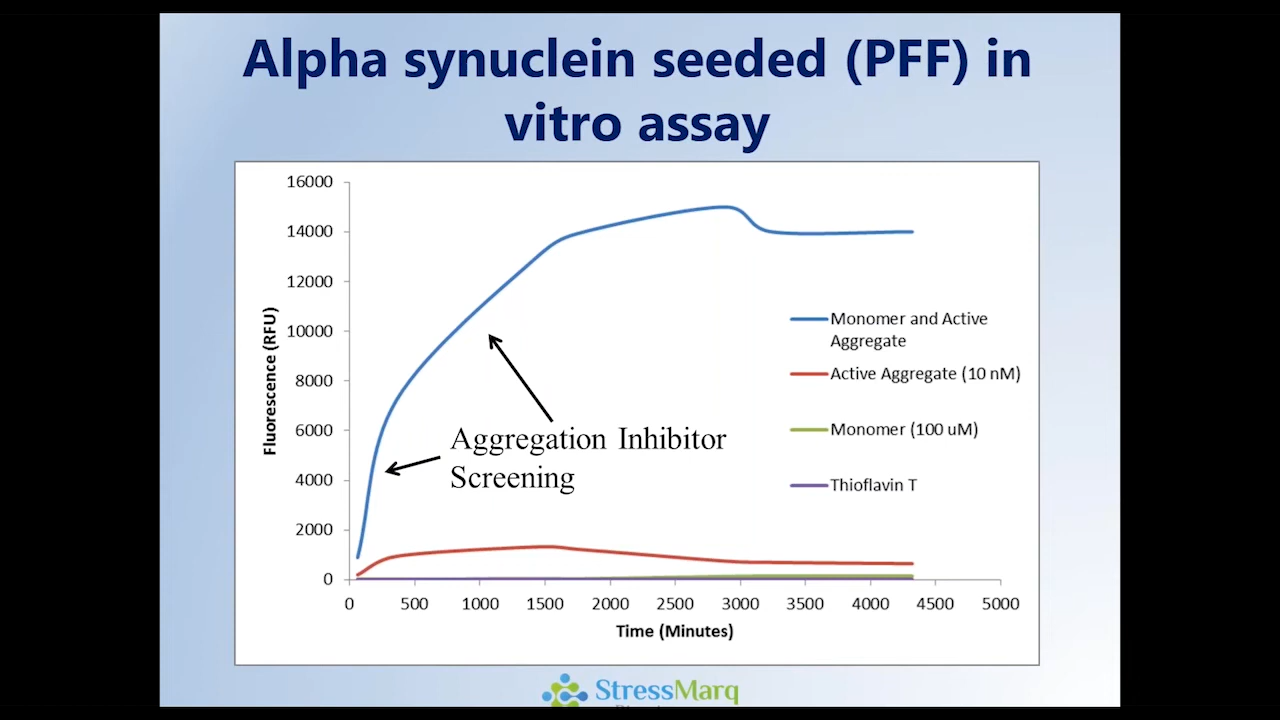 Alpha synuclein seeded (PFF) in
vitro assay
16000
14000
12000
10000
8000
6000
4000
2000
0
Fluorescence (RFU)
Monomer and Active
Aggregate
Active Aggregate (10 nM)
Monomer (100 uM)
Thioflavin T
Aggregation Inhibitor
Screening
0 500 1000 1500 2000 2500 3000 3500 4000 4500 5000
Time (Minutes)
StressMarq